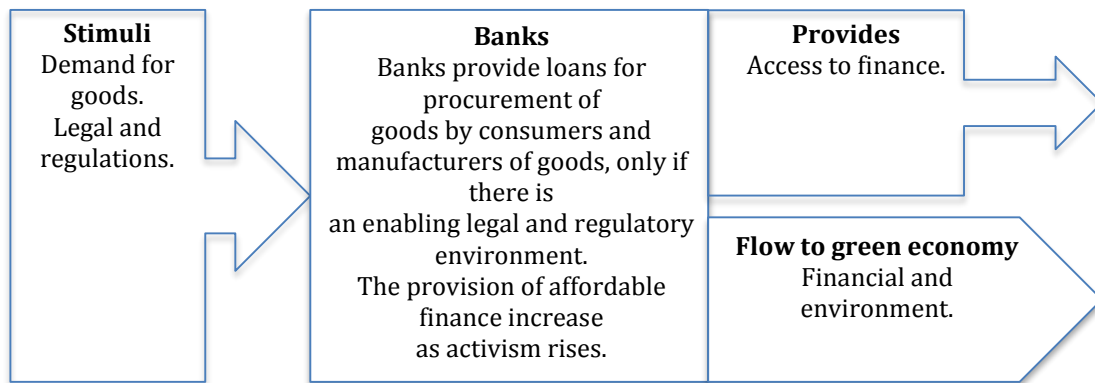 Stimuli
Demand for
goods.
Legal and
regulations.
Banks
Banks provide loans for
procurement of
goods by consumers and
manufacturers of goods, only if
there is
an enabling legal and regulatory
environment.
The provision of affordable
finance increase
as activism rises.
Provides
Access to finance.
Flow to green economy
Financial and
environment.